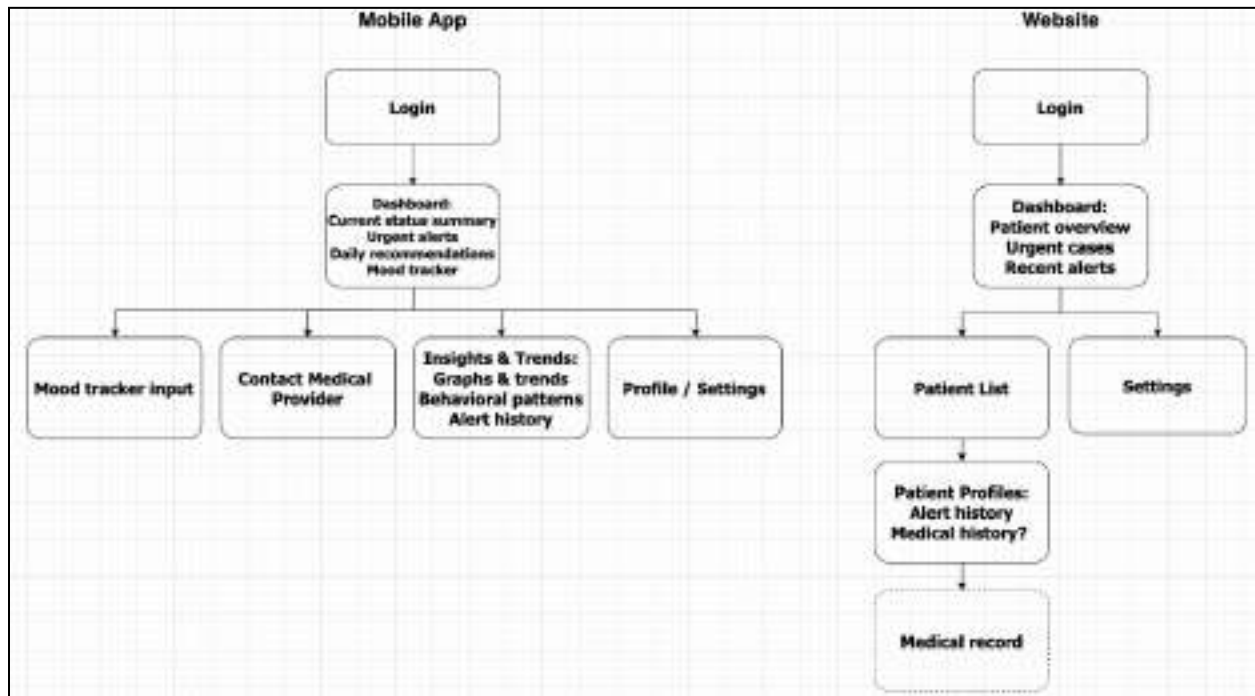 Mobile App
Login
Dashboard:
Current status summary
Urgent alerts
Daily recommendations
Mood tracker
Mood tracker input
Contact Medical
Provider
Insights & Trends:
Graphs & trends
Behavioral patterns
Alert history
Profile / Settings
Website
Login
Dashboard:
Patient overview
Urgent cases
Recent alerts
Patient List
Settings
Patient Profiles:
Alert history
Medical history?
Medical record